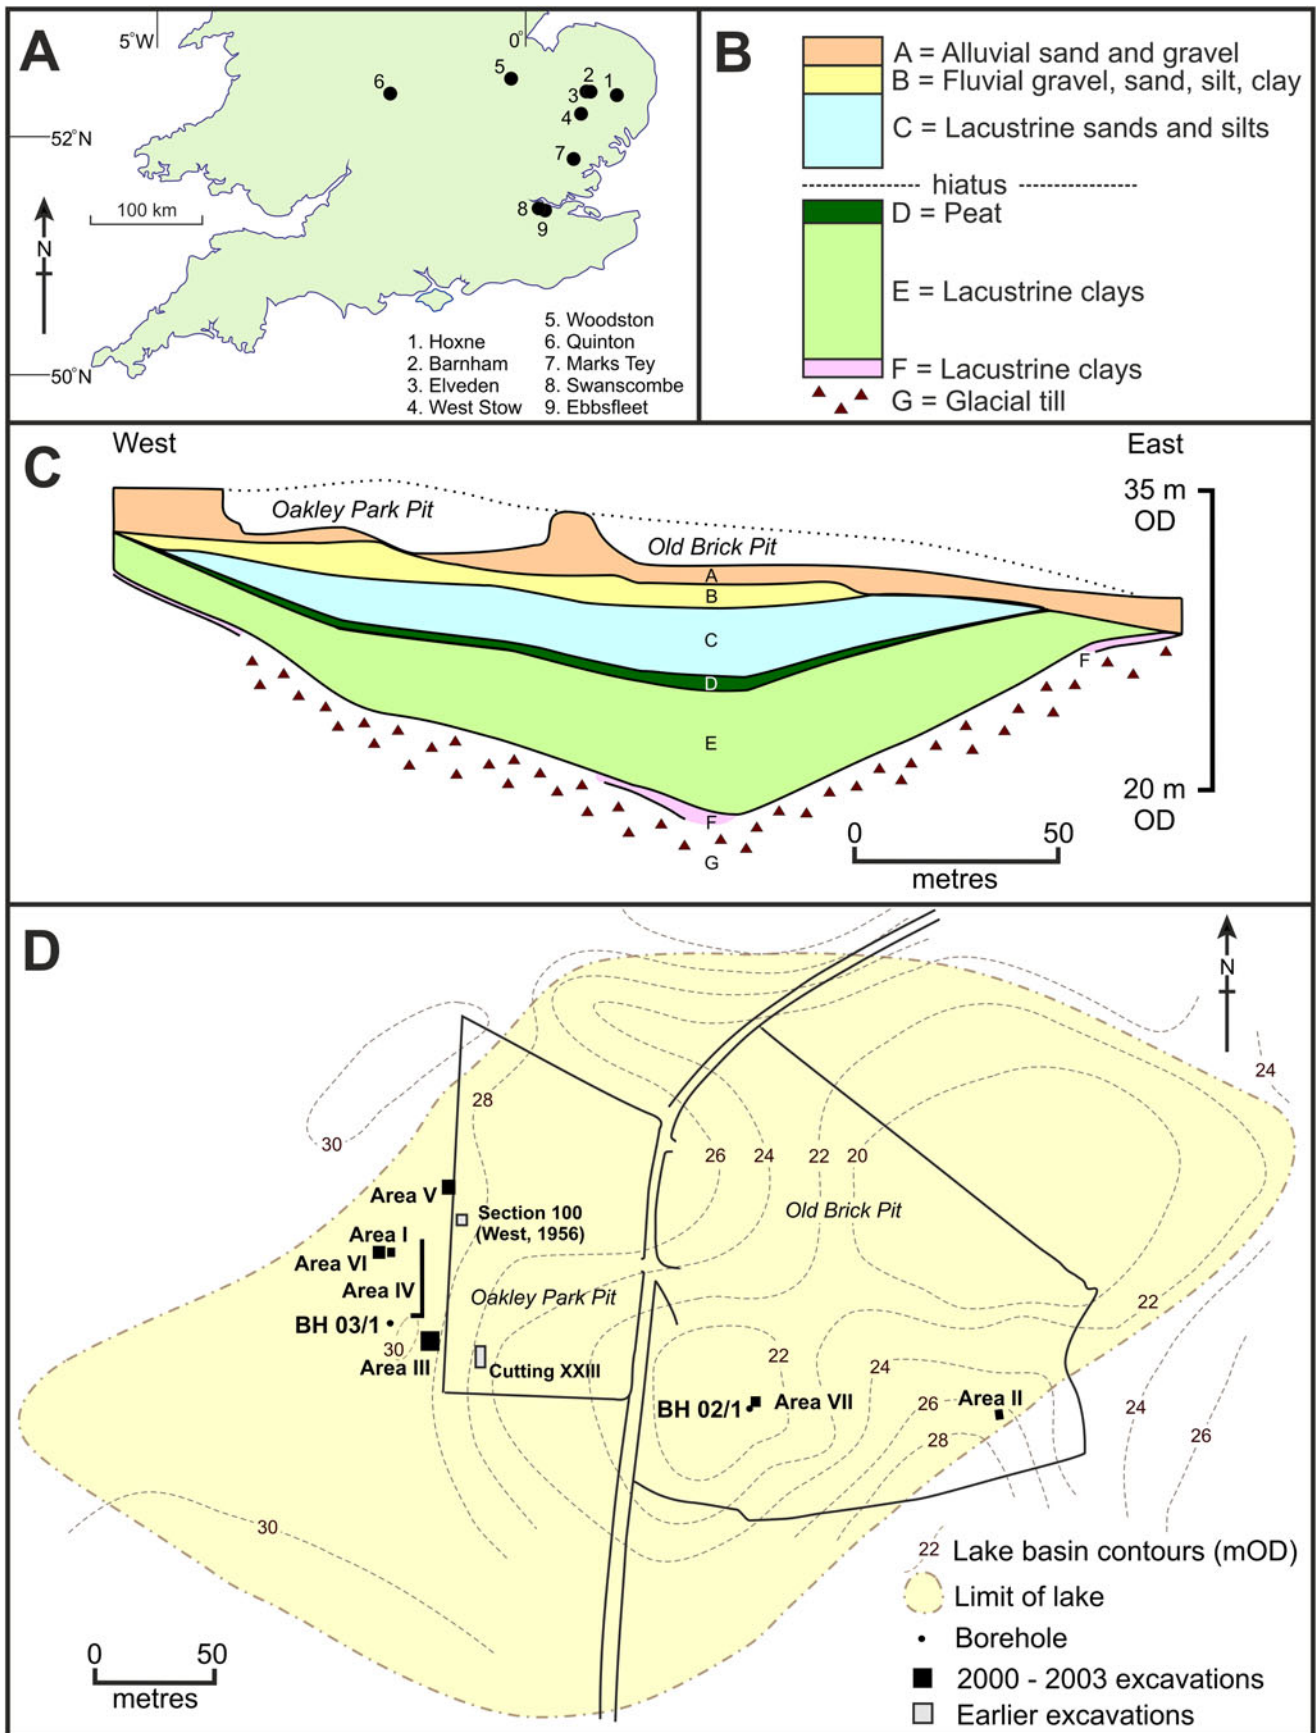 A
5°W
0°
52°N
50°N
100 km
N
6
5
2
1
3
4
7
8
9
1. Hoxne
2. Barnham
3. Elveden
4. West Stow
5. Woodston
6. Quinton
7. Marks Tey
8. Swanscombe
9. Ebbsfleet
B
A = Alluvial sand and gravel
B = Fluvial gravel, sand, silt, clay
C = Lacustrine sands and silts
hiatus
D = Peat
E = Lacustrine clays
F = Lacustrine clays
G = Glacial till
C
West
East
35 m
OD
Oakley Park Pit
Old Brick Pit
A
B
C
D
E
F
F
G
20 m
OD
0 50
metres
D
N
24
28
30
26 24 22 20
Area V
Section 100
(West, 1956)
Old Brick Pit
Area I
Area VI
Area IV
Oakley Park Pit
22
BH 03/1
30
Area III
Cutting XXIII
22
24
BH 02/1
Area VII
26
Area II
28
24
26
30
22 Lake basin contours (mOD)
Limit of lake
Borehole
2000 - 2003 excavations
Earlier excavations
0 50
metres